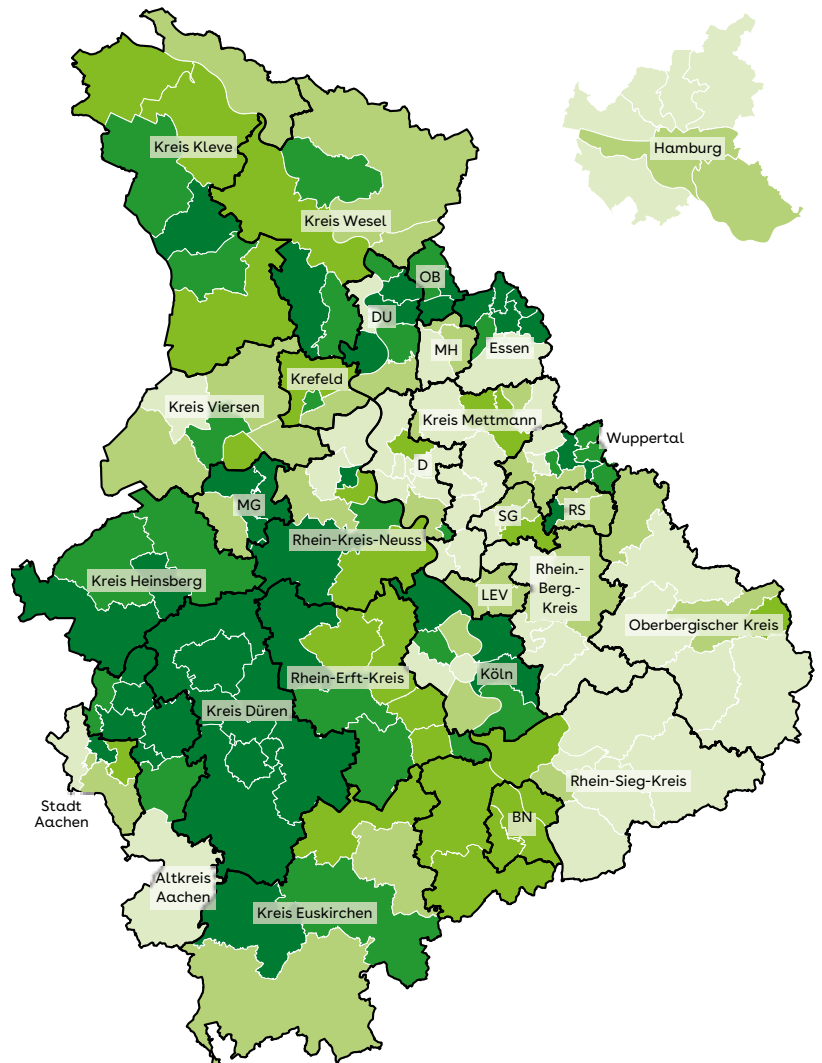 Hamburg
Kreis Kleve
Kreis Wesel
OB
DU
MH
Essen
Krefeld
Kreis Viersen
Kreis Mettmann
Wuppertal
D
MG
SG
RS
Rhein-Kreis-Neuss
Kreis Heinsberg
LEV
Rhein.-
Berg.-
Kreis
Oberbergischer Kreis
Rhein-Erft-Kreis
Köln
Kreis Düren
Rhein-Sieg-Kreis
Stadt
Aachen
BN
Altkreis
Aachen
Kreis Euskirchen